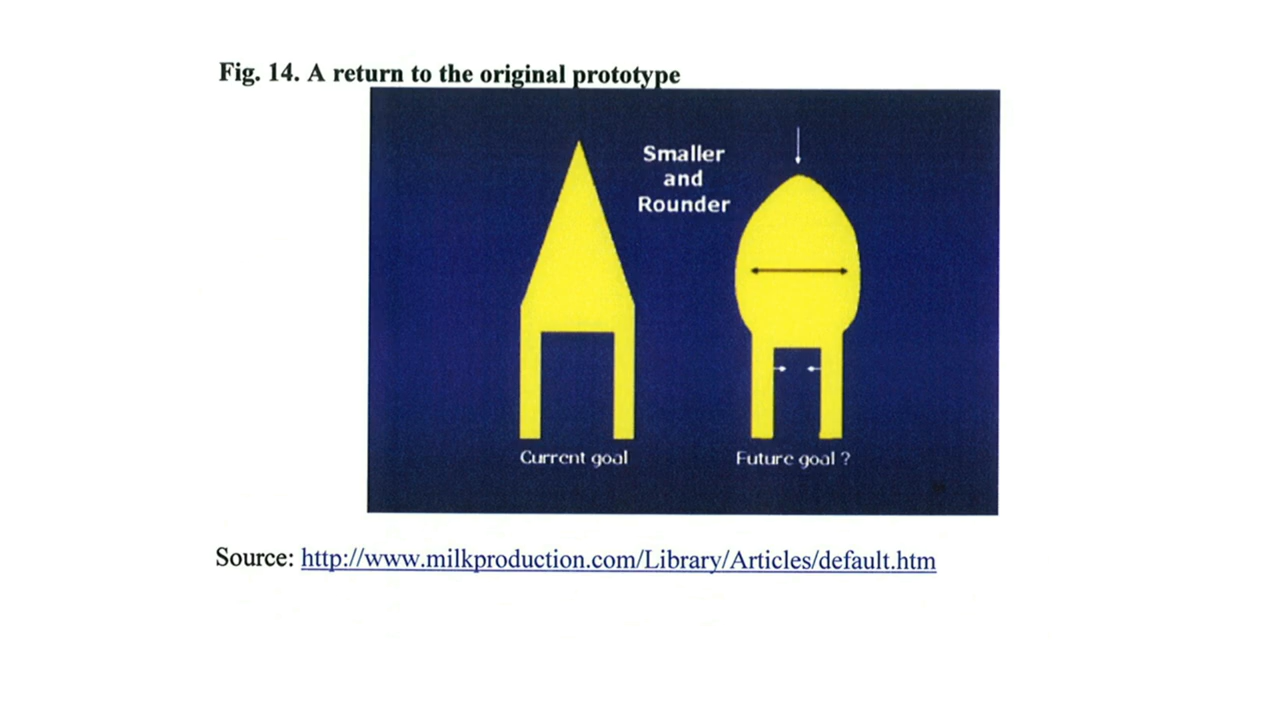 Fig. 14. A return to the original prototype
Smaller
and
Rounder
Current goal
Future goal ?
Source: http://www.milkproduction.com/Library/Articles/default.htm